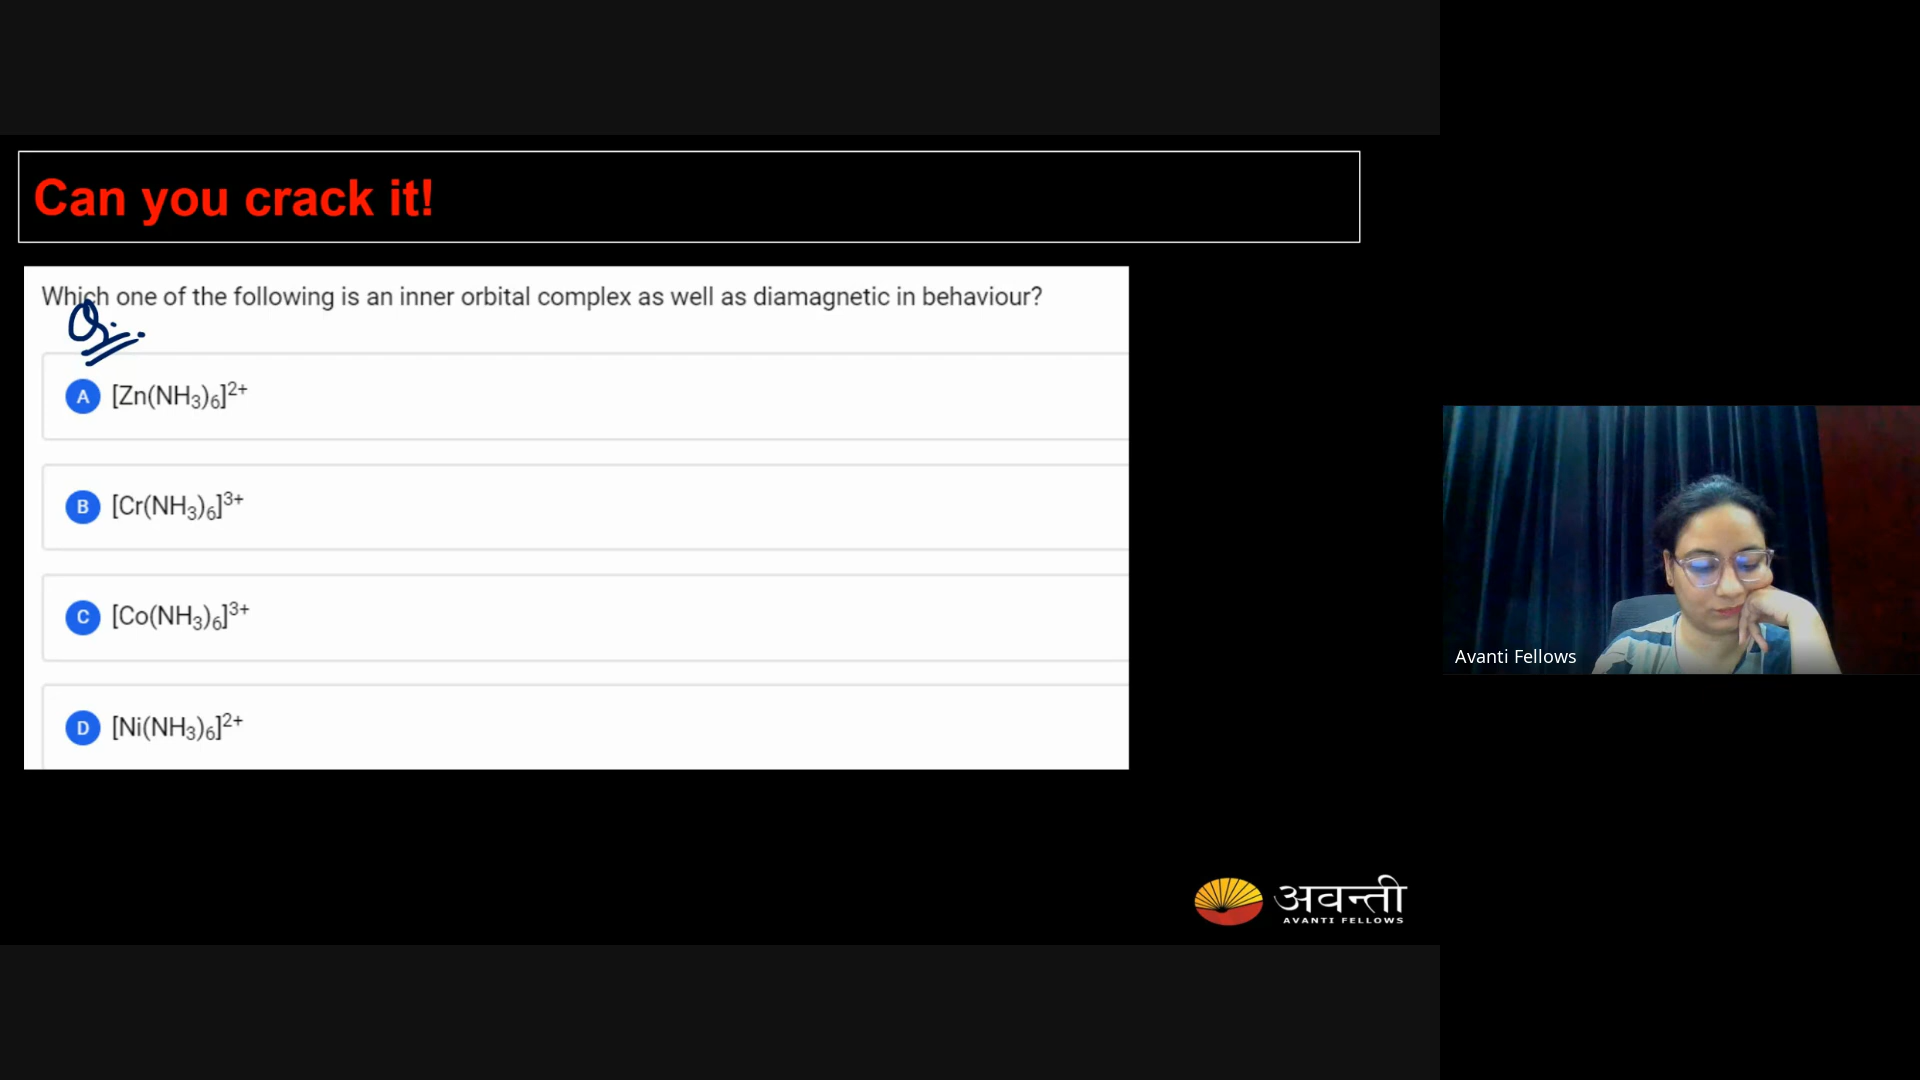 Can you crack it!
Which one of the following is an inner orbital complex as well as diamagnetic in behaviour?
A [Zn(NH₃)₆]²⁺
B [Cr(NH₃)₆]³⁺
C [Co(NH₃)₆]³⁺
D [Ni(NH₃)₆]²⁺
Avanti Fellows
अवन्ती
AVANTI FELLOWS